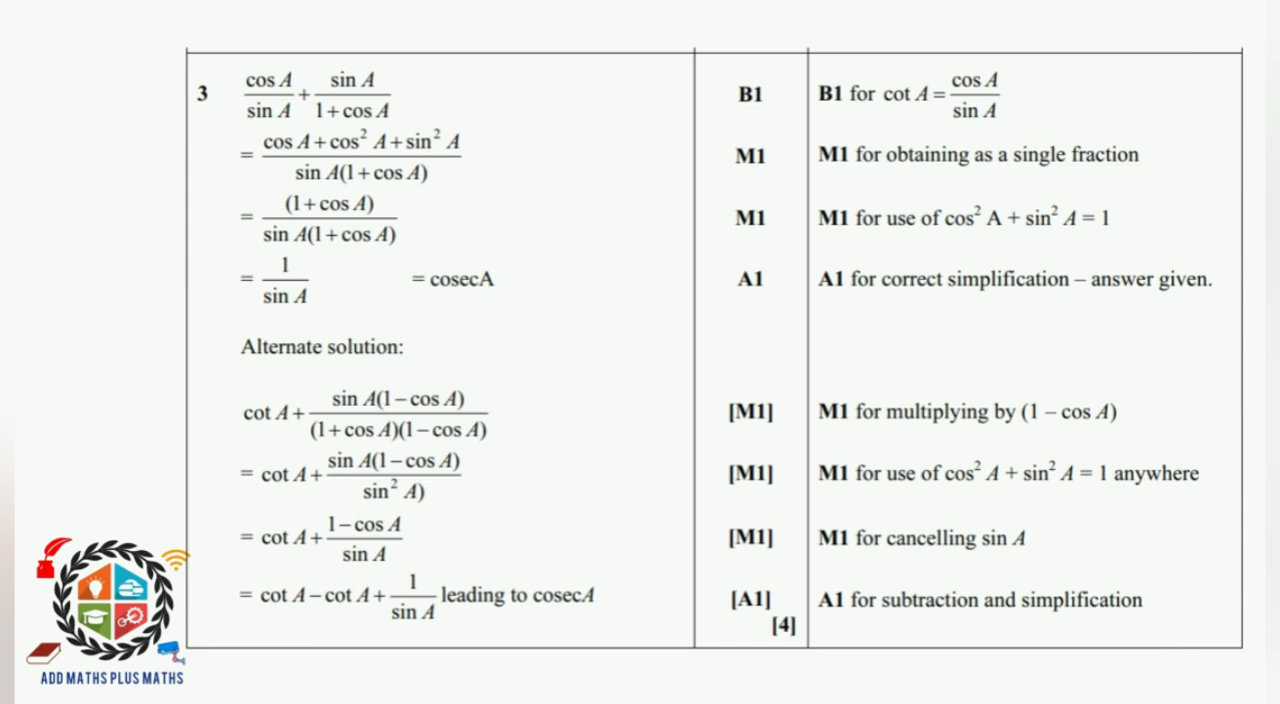 3 cos A/sin A + sin A/1 + cos A B1 B1 for cot A = cos A/sin A
= cos A + cos² A + sin² A/sin A(1 + cos A) M1 M1 for obtaining as a single fraction
= (1 + cos A)/sin A(1 + cos A) M1 M1 for use of cos² A + sin² A = 1
= 1/sin A = cosecA A1 A1 for correct simplification – answer given.
Alternate solution:
cot A + sin A(1 – cos A)/(1 + cos A)(1 – cos A) [M1] M1 for multiplying by (1 – cos A)
= cot A + sin A(1 – cos A)/sin² A) [M1] M1 for use of cos² A + sin² A = 1 anywhere
= cot A + 1 – cos A/sin A [M1] M1 for cancelling sin A
= cot A – cot A + 1/sin A leading to cosecA [A1] A1 for subtraction and simplification
[4]
ADD MATHS PLUS MATHS